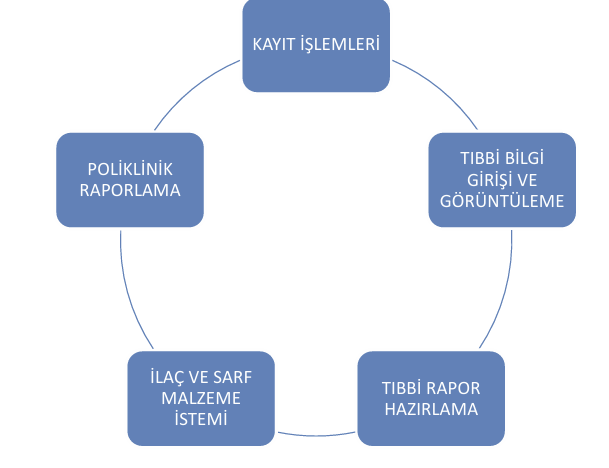 KAYIT İŞLEMLERİ
TIBBİ BİLGİ
GİRİŞİ VE
GÖRÜNTÜLEME
TIBBİ RAPOR
HAZIRLAMA
İLAÇ VE SARF
MALZEME
İSTEMİ
POLİKLİNİK
RAPORLAMA